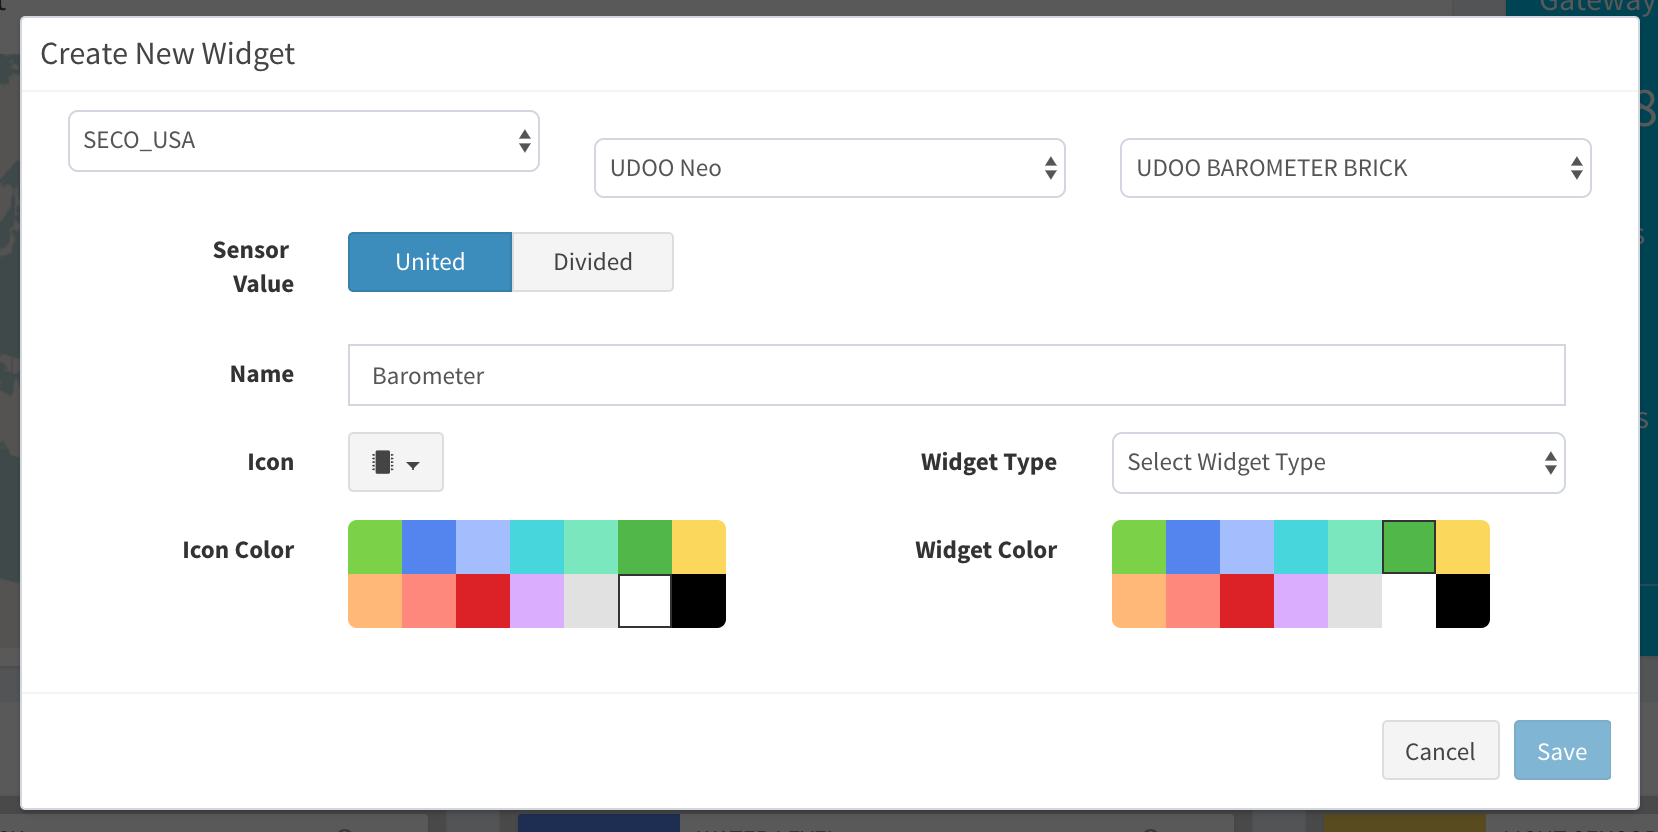 Gateway
Create New Widget
SECO_USA
UDOO Neo
UDOO BAROMETER BRICK
Sensor
Value
United
Divided
Name
Barometer
Icon
Widget Type
Select Widget Type
Icon Color
Widget Color
Cancel
Save